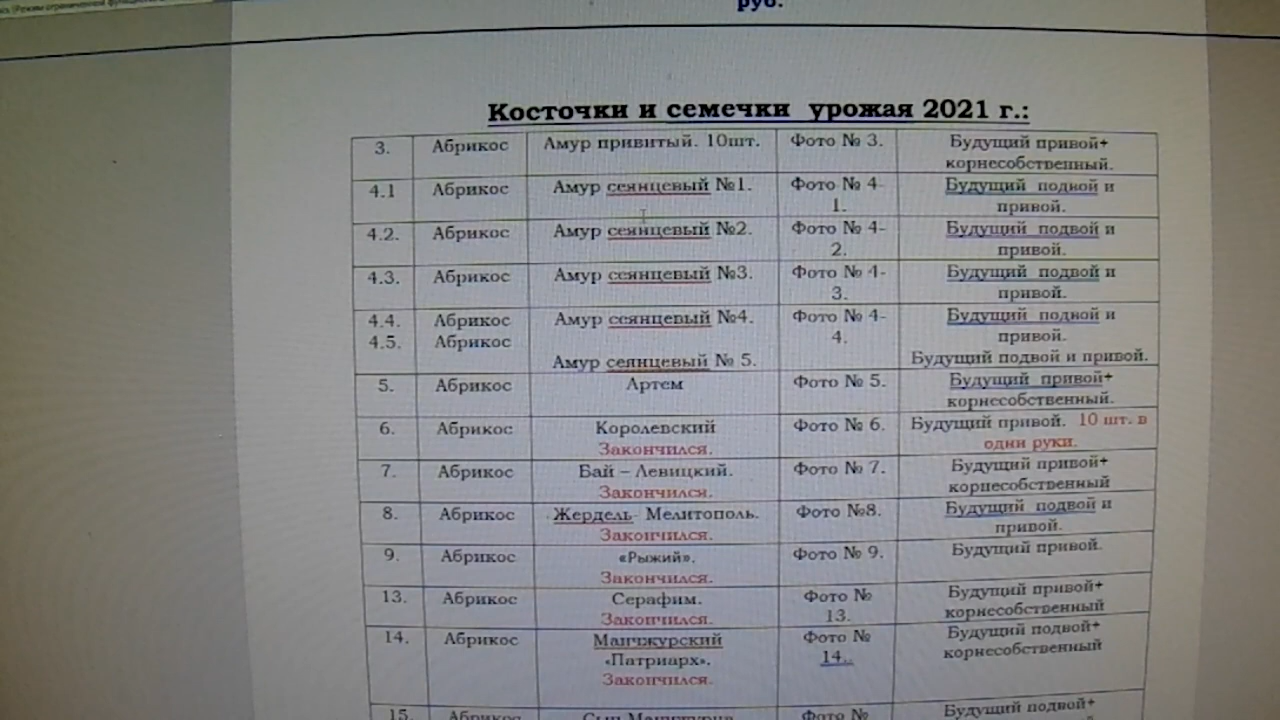 руб.
Косточки и семечки урожая 2021 г.:
3. Абрикос Амур привитый. 10шт. Фото № 3. Будущий привой+
корнесобственный.
4.1 Абрикос Амур сеянцевый №1. Фото № 4- Будущий подвой и
1. привой.
4.2. Абрикос Амур сеянцевый №2. Фото № 4- Будущий подвой и
2. привой.
4.3. Абрикос Амур сеянцевый №3. Фото № 4- Будущий подвой и
3. привой.
4.4. Абрикос Амур сеянцевый №4. Фото № 4- Будущий подвой и
4.5. Абрикос 4. привой.
Амур сеянцевый № 5. Будущий подвой и привой.
5. Абрикос Артем Фото № 5. Будущий привой+
корнесобственный.
6. Абрикос Королевский Фото № 6. Будущий привой. 10 шт. в
Закончился. одни руки.
7. Абрикос Бай – Левицкий. Фото № 7. Будущий привой+
Закончился. корнесобственный
8. Абрикос Жердель- Мелитополь. Фото №8. Будущий подвой и
Закончился. привой.
9. Абрикос «Рыжий». Фото № 9. Будущий привой.
Закончился.
13. Абрикос Серафим. Фото № Будущий привой+
Закончился. 13. корнесобственный
14. Абрикос Манчжурский Фото № Будущий подвой+
«Патриарх». 14.. корнесобственный
Закончился.
15. Абрикос Сын Фото № Будущий подвой+